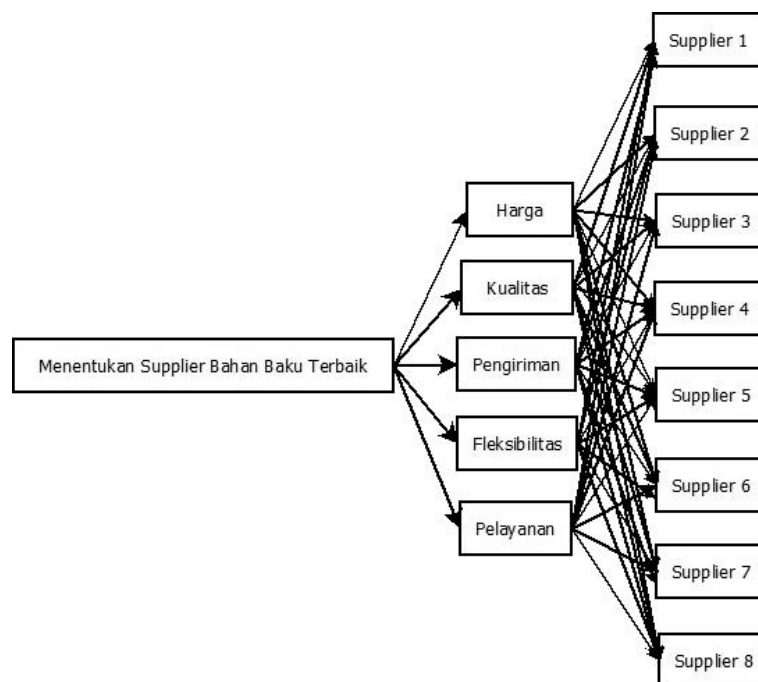 Menentukan Supplier Bahan Baku Terbaik
Harga
Kualitas
Pengiriman
Fleksibilitas
Pelayanan
Supplier 1
Supplier 2
Supplier 3
Supplier 4
Supplier 5
Supplier 6
Supplier 7
Supplier 8